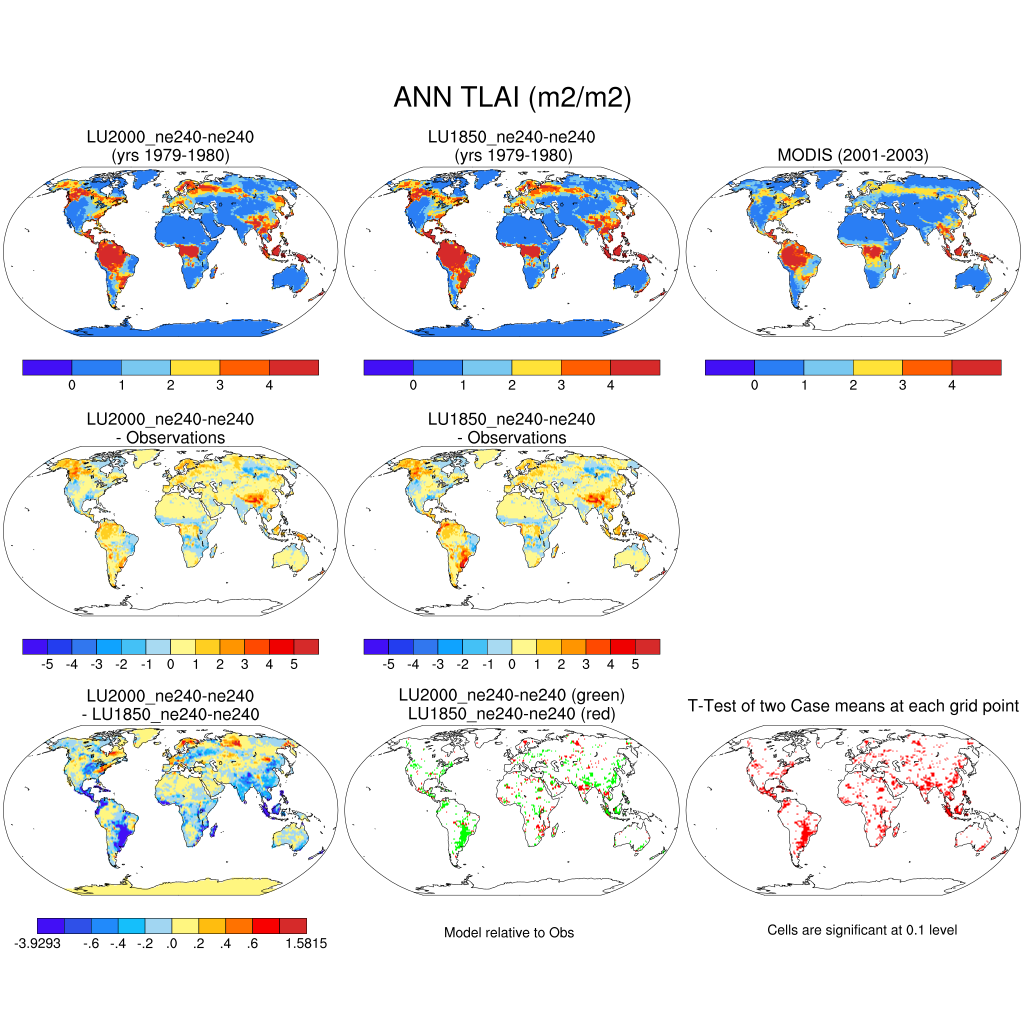 ANN TLAI (m2/m2)
LU2000_ne240-ne240
(yrs 1979-1980)
LU1850_ne240-ne240
(yrs 1979-1980)
MODIS (2001-2003)
0 1 2 3 4
0 1 2 3 4
0 1 2 3 4
LU2000_ne240-ne240
- Observations
LU1850_ne240-ne240
- Observations
-5 -4 -3 -2 -1 0 1 2 3 4 5
-5 -4 -3 -2 -1 0 1 2 3 4 5
LU2000_ne240-ne240
- LU1850_ne240-ne240
LU2000_ne240-ne240 (green)
LU1850_ne240-ne240 (red)
T-Test of two Case means at each grid point
-3.9293 -.6 -.4 -.2 .0 .2 .4 .6 1.5815
Model relative to Obs
Cells are significant at 0.1 level